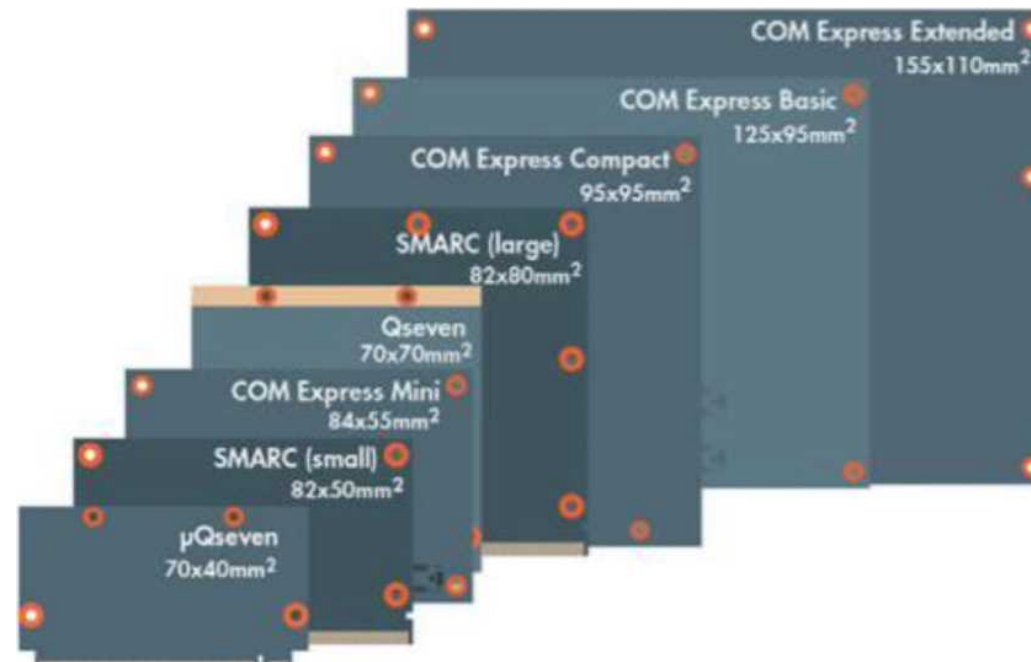 COM Express Extended
155x110mm²
COM Express Basic
125x95mm²
COM Express Compact
95x95mm²
SMARC (large)
82x80mm²
Qseven
70x70mm²
COM Express Mini
84x55mm²
SMARC (small)
82x50mm²
µQseven
70x40mm²